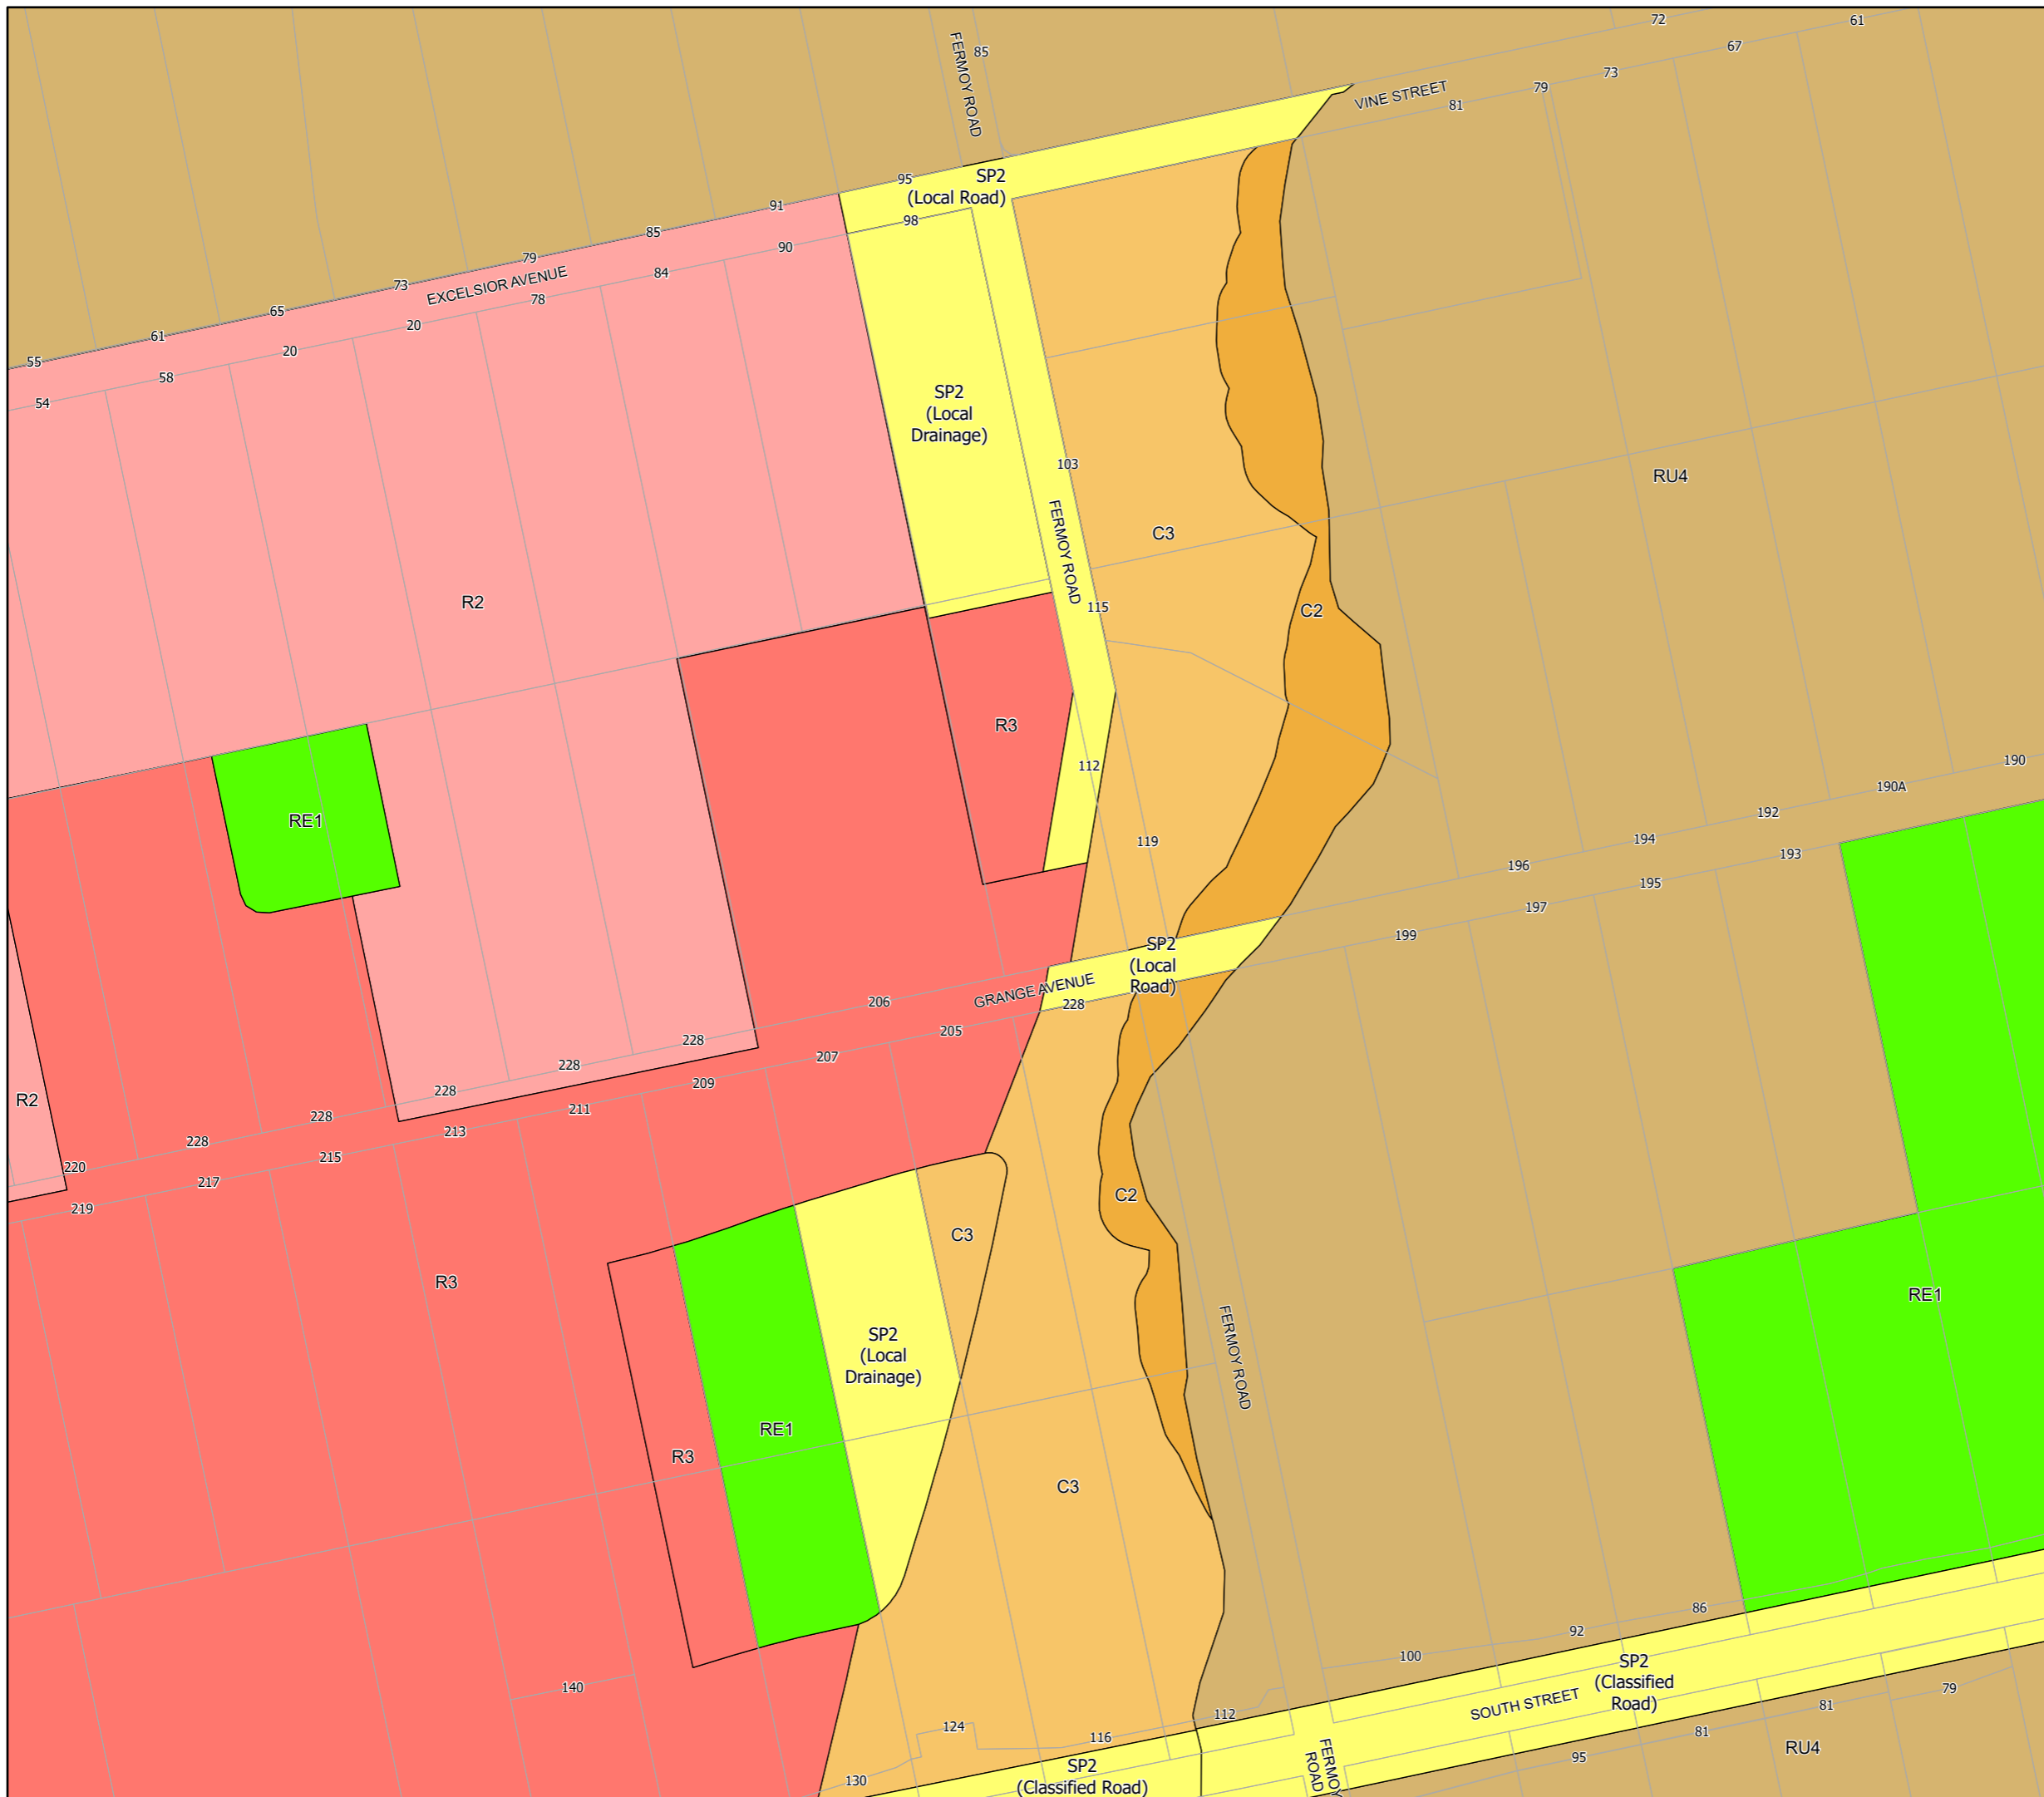 72
61
67
73
79
81
VINE STREET
85
FERMOY ROAD
95
SP2
(Local Road)
98
91
90
85
84
79
78
EXCELSIOR AVENUE
73
20
65
20
61
58
55
54
SP2
(Local
Drainage)
103
FERMOY ROAD
RU4
C3
R2
115
C2
R3
112
RE1
119
190
190A
192
193
194
195
196
197
199
SP2
(Local
Road)
GRANGE AVENUE
228
206
205
228
207
228
209
228
211
228
213
228
215
220
217
219
R2
C2
C3
R3
RE1
SP2
(Local
Drainage)
FERMOY ROAD
RE1
R3
C3
86
92
100
SP2
(Classified
Road)
SOUTH STREET
140
79
81
81
95
RU4
112
116
124
130
SP2
(Classified Road)
FERMOY
ROAD